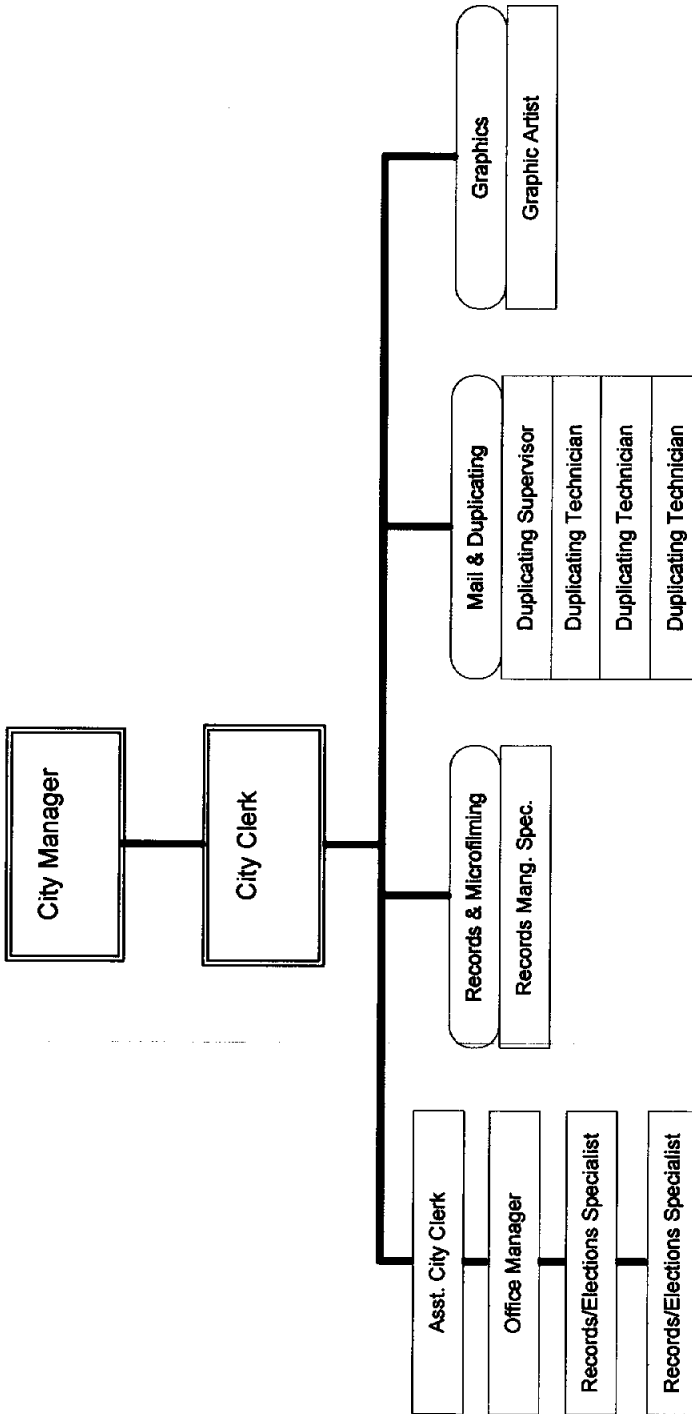 City Manager
City Clerk
Asst. City Clerk
Office Manager
Records/Elections Specialist
Records/Elections Specialist
Records & Microfilming
Records Mang. Spec.
Mail & Duplicating
Duplicating Supervisor
Duplicating Technician
Duplicating Technician
Duplicating Technician
Graphics
Graphic Artist